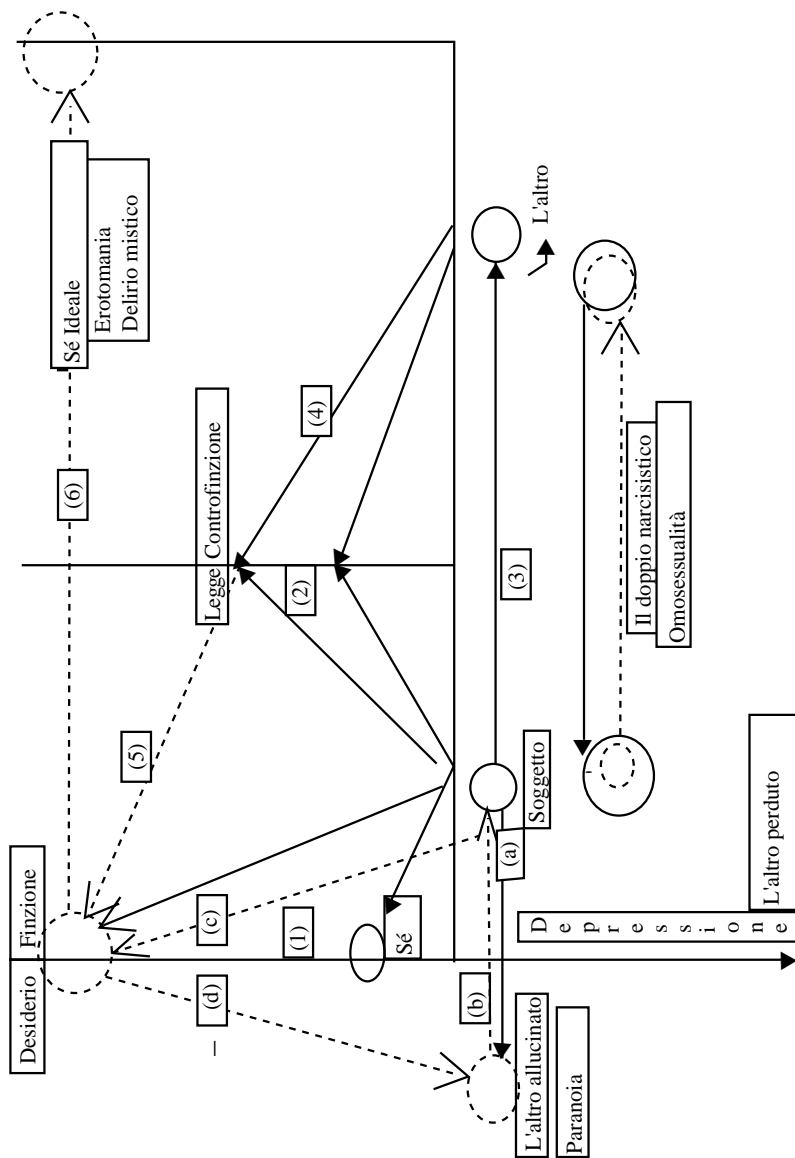 Desiderio Finzione
(6)
Sé Ideale
Erotomania
Delirio mistico
(5)
(d)
(c)
Legge Controfinzione
–
(1)
(2)
(4)
Sé
(b)
(a)
(3)
L'altro allucinato
Soggetto
L'altro
Paranoia
D e p r e s s i o n e
Il doppio narcisistico
Omosessualità
L'altro perduto